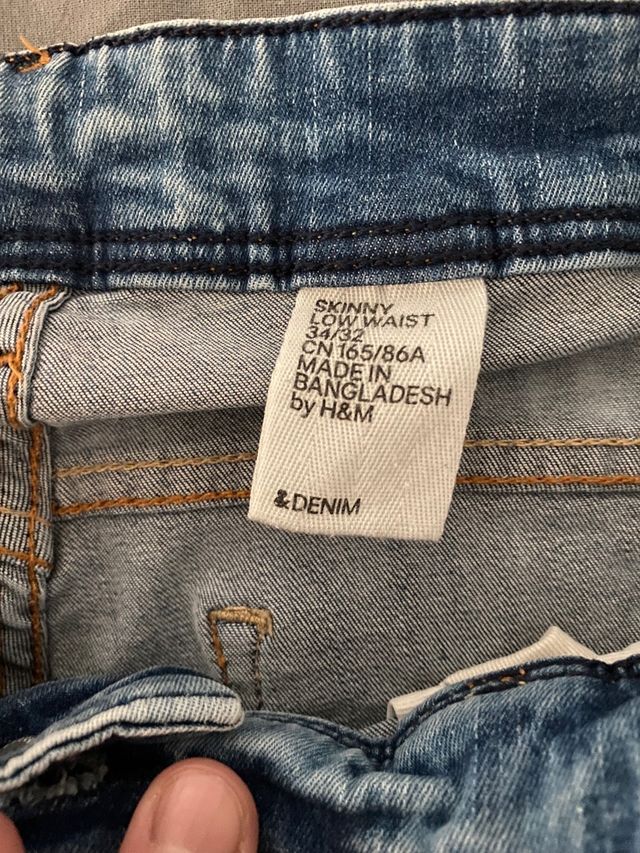 SKINNY
LOW WAIST
34/32
CN 165/86A
MADE IN
BANGLADESH
by H&M
&DENIM